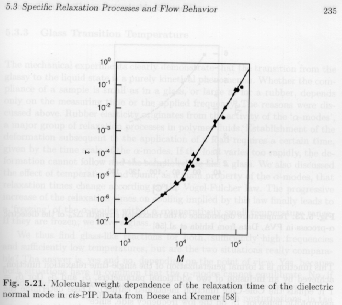 5.3 Specific Relaxation Processes and Flow Behavior 235
10⁰
10⁻¹
10⁻²
10⁻³
τ 10⁻⁴
10⁻⁵
10⁻⁶
10⁻⁷
10³ 10⁴ 10⁵
M
Fig. 5.21. Molecular weight dependence of the relaxation time of the dielectric
normal mode in cis-PIP. Data from Boese and Kremer [58]